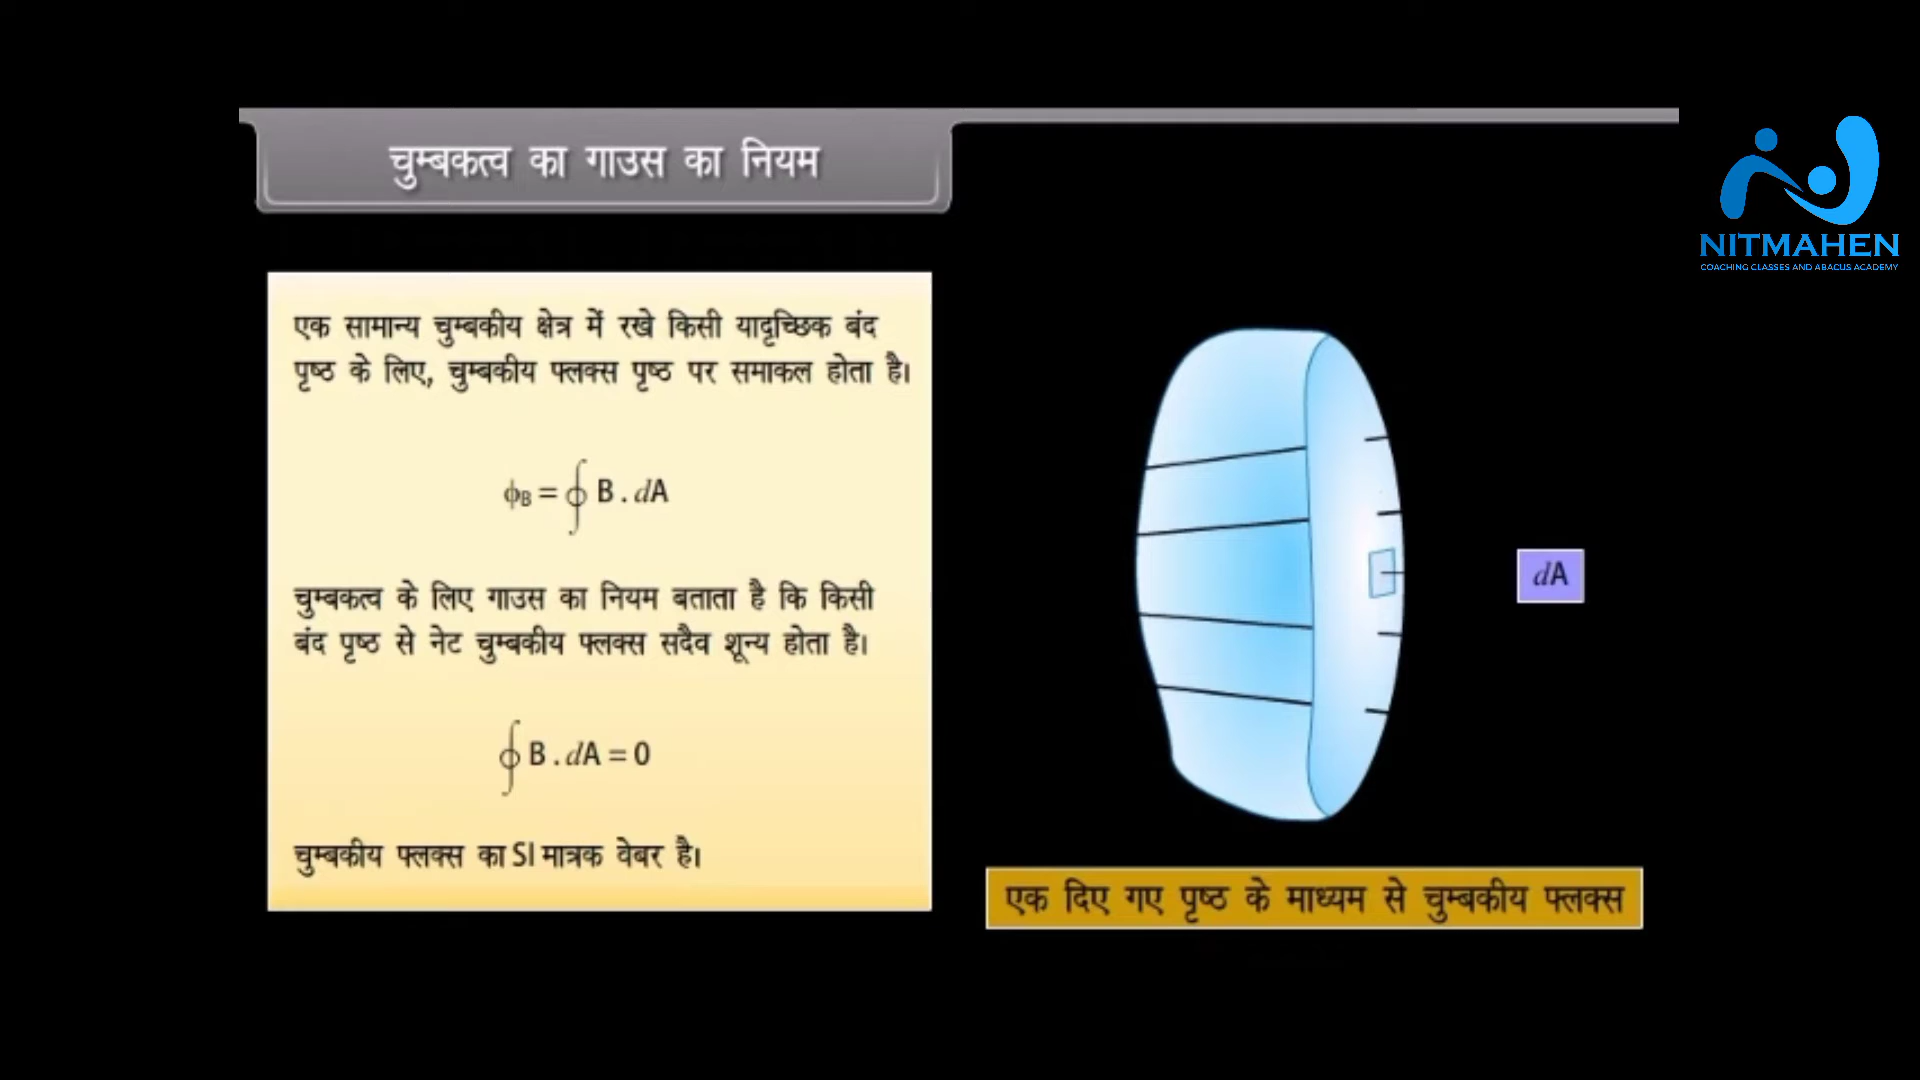 चुम्बकत्व का गाउस का नियम
NITMAHEN
COACHING CLASSES AND ABACUS ACADEMY
एक सामान्य चुम्बकीय क्षेत्र में रखे किसी यादृच्छिक बंद
पृष्ठ के लिए, चुम्बकीय फ्लक्स पृष्ठ पर समाकल होता है।
ϕB = ∮ B . dA
चुम्बकत्व के लिए गाउस का नियम बताता है कि किसी
बंद पृष्ठ से नेट चुम्बकीय फ्लक्स सदैव शून्य होता है।
∮ B . dA = 0
चुम्बकीय फ्लक्स का SI मात्रक वेबर है।
dA
एक दिए गए पृष्ठ के माध्यम से चुम्बकीय फ्लक्स